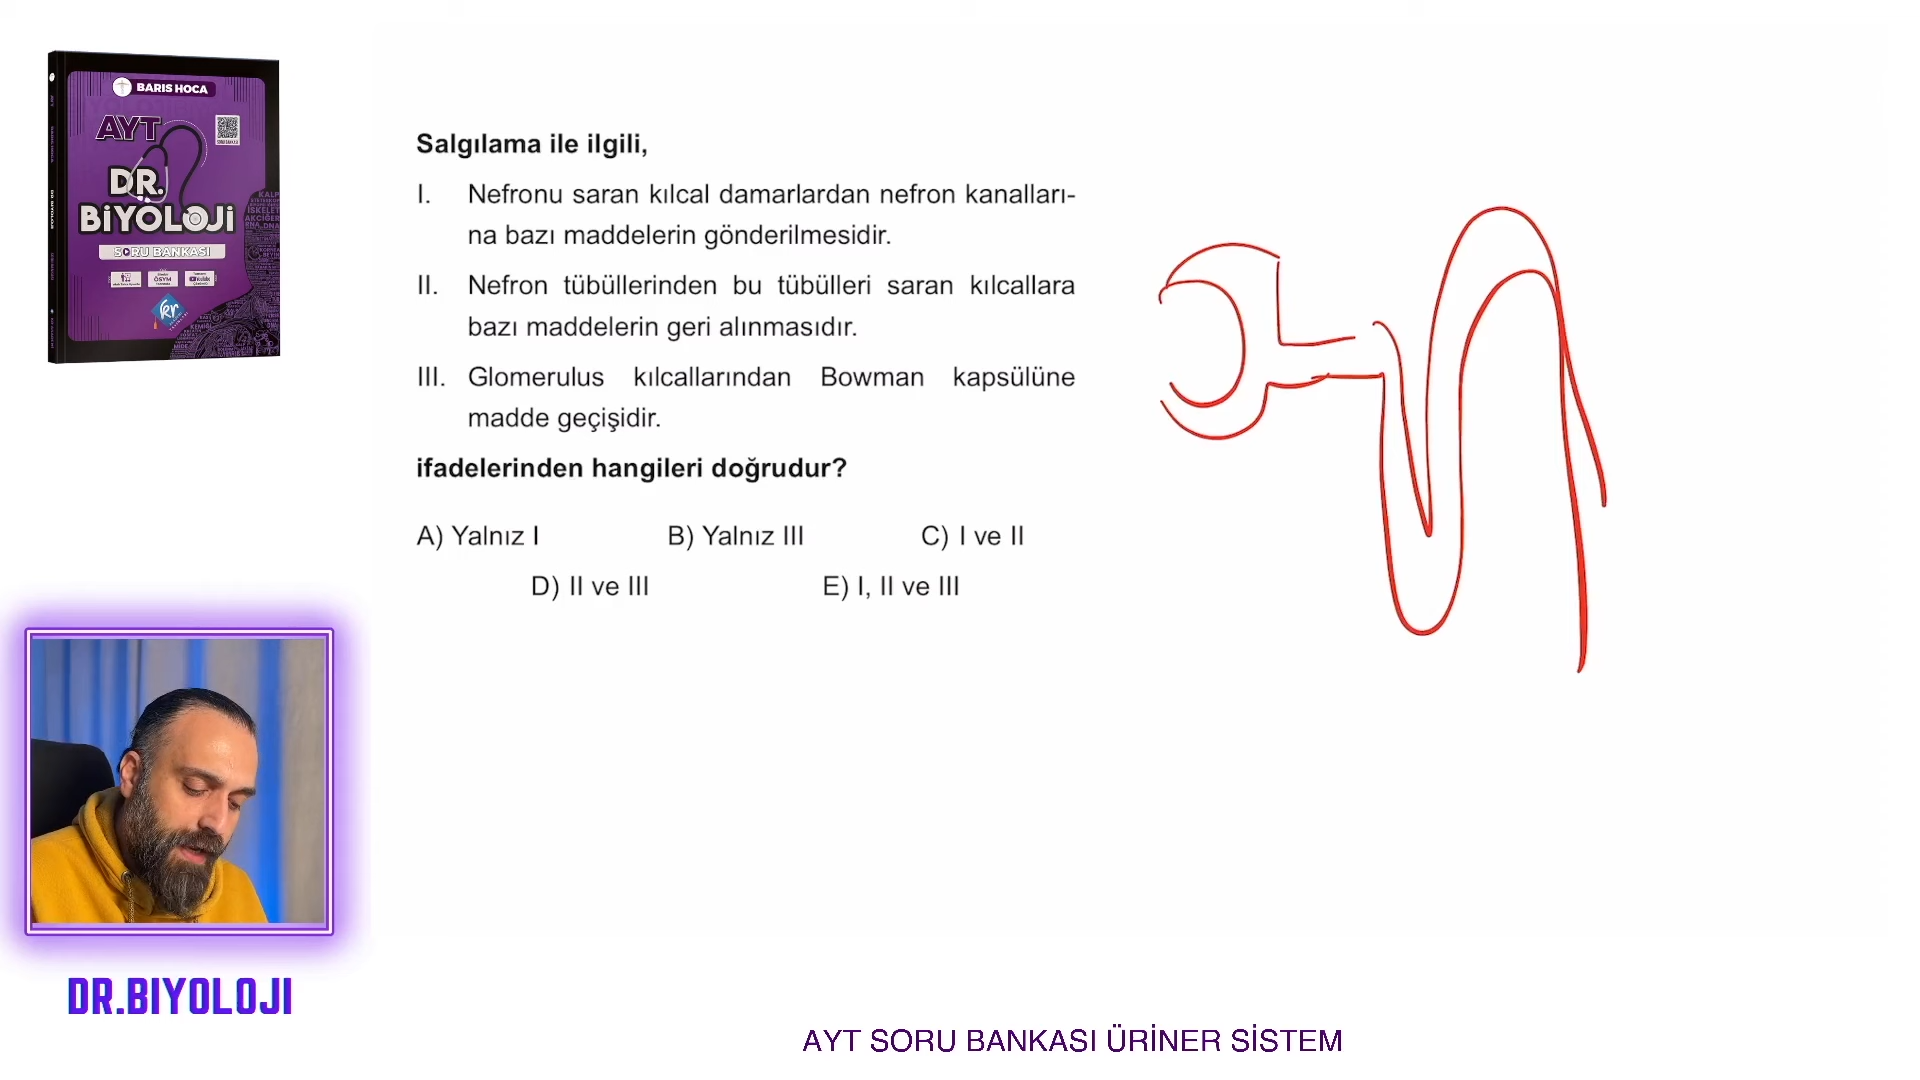 BARIS HOCA
AYT
DR.
BİYOLOJİ
SORU BANKASI
Salgılama ile ilgili,
I. Nefronu saran kılcal damarlardan nefron kanalları-
na bazı maddelerin gönderilmesidir.
II. Nefron tübüllerinden bu tübülleri saran kılcallara
bazı maddelerin geri alınmasıdır.
III. Glomerulus kılcallarından Bowman kapsülüne
madde geçişidir.
ifadelerinden hangileri doğrudur?
A) Yalnız I B) Yalnız III C) I ve II
D) II ve III E) I, II ve III
DR.BIYOLOJI
AYT SORU BANKASI ÜRİNER SİSTEM